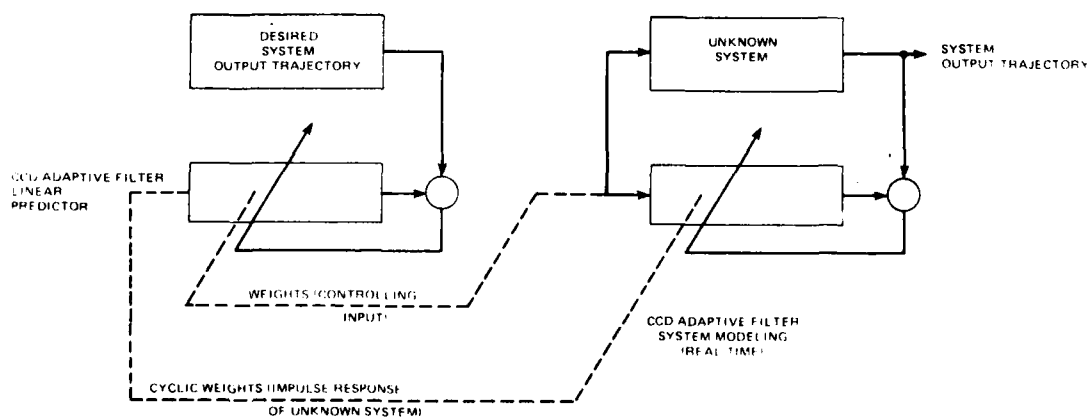 DESIRED
SYSTEM
OUTPUT TRAJECTORY
UNKNOWN
SYSTEM
SYSTEM
OUTPUT TRAJECTORY
CCD ADAPTIVE FILTER
LINEAR
PREDICTOR
WEIGHTS (CONTROLLING
INPUT)
CCD ADAPTIVE FILTER
SYSTEM MODELING
(REAL TIME)
CYCLIC WEIGHTS (IMPULSE RESPONSE
OF UNKNOWN SYSTEM)